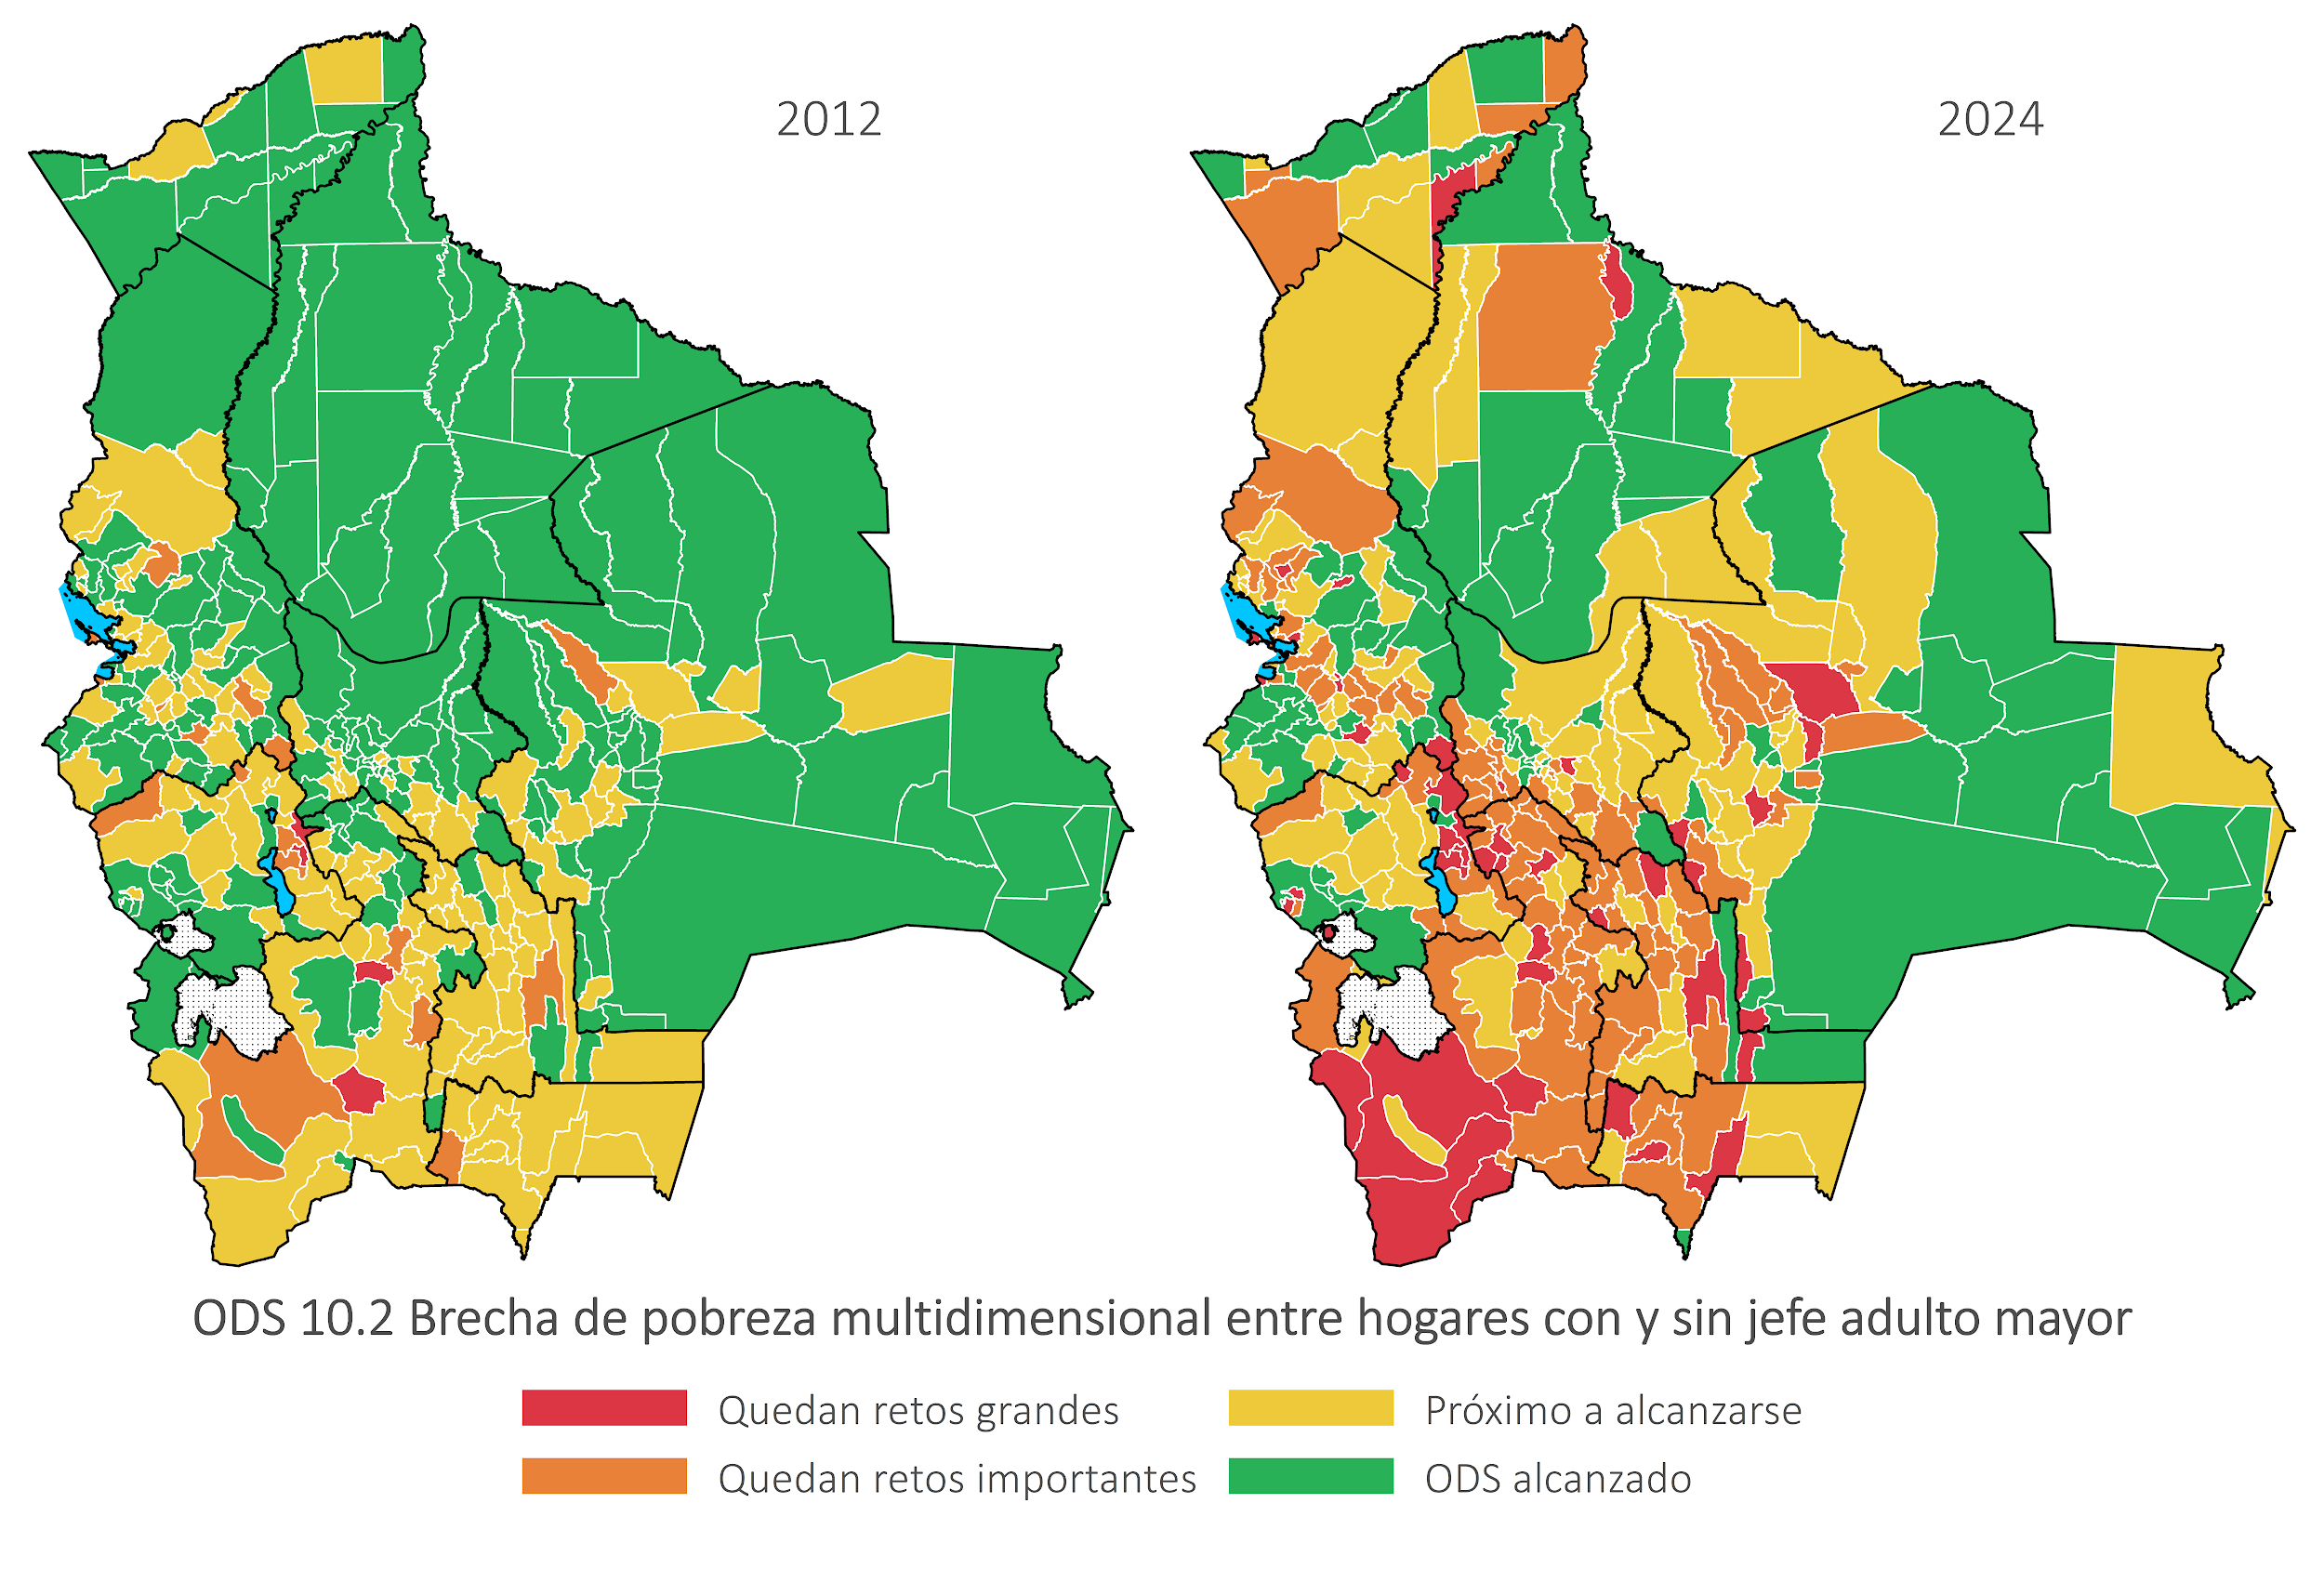 2012
2024
ODS 10.2 Brecha de pobreza multidimensional entre hogares con y sin jefe adulto mayor
Quedan retos grandes
Próximo a alcanzarse
Quedan retos importantes
ODS alcanzado